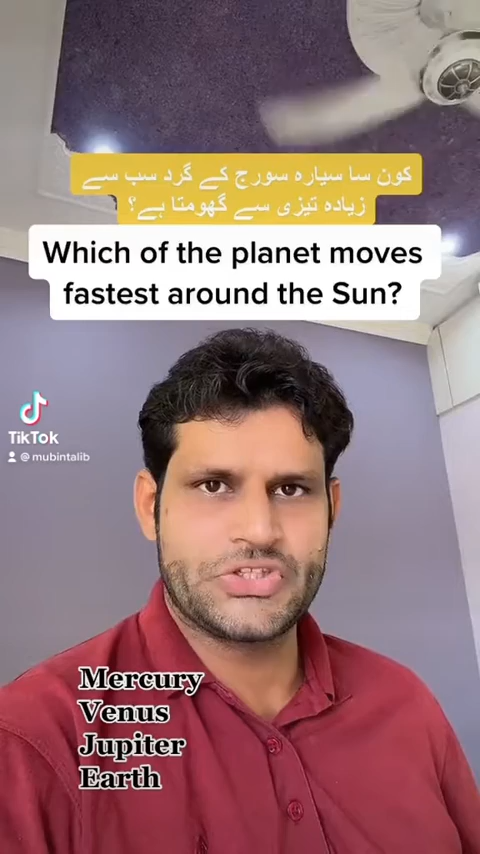 کون سا سیارہ سورج کے گرد سب سے
زیادہ تیزی سے گھومتا ہے؟
Which of the planet moves
fastest around the Sun?
TikTok
@mubintalib
Mercury
Venus
Jupiter
Earth